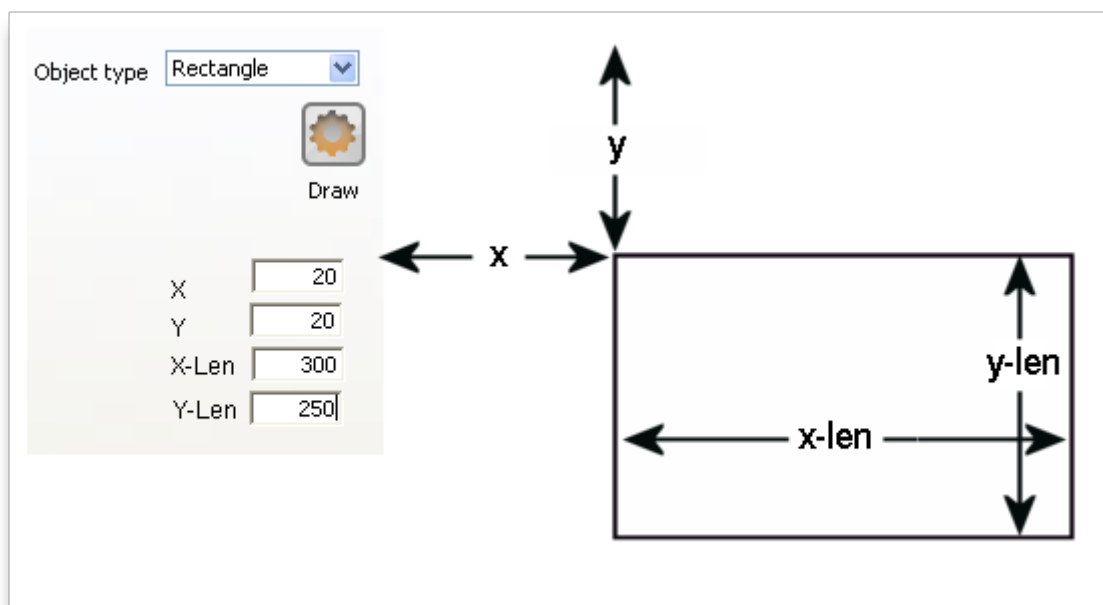 Object type Rectangle
Draw
X 20
Y 20
X-Len 300
Y-Len 250
y
x
y-len
x-len